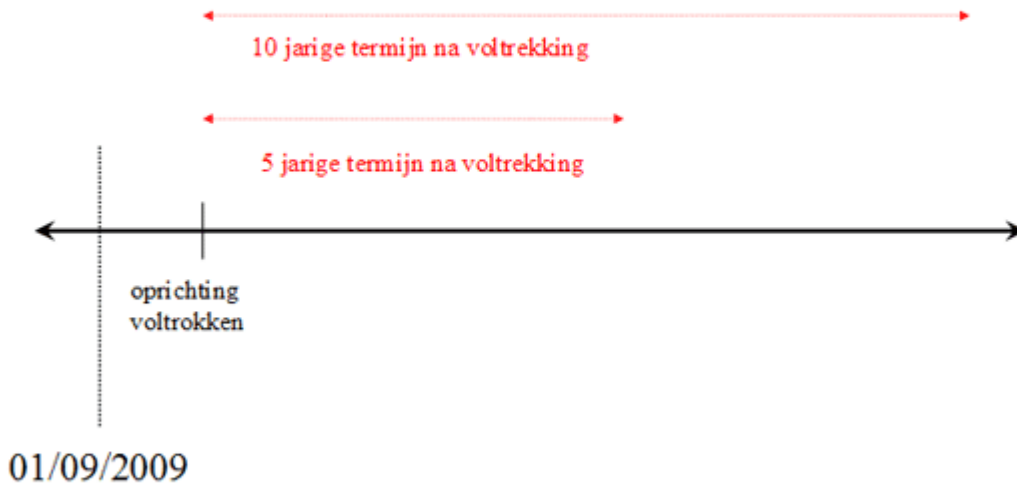 10 jarige termijn na voltrekking
5 jarige termijn na voltrekking
oprichting
voltrokken
01/09/2009